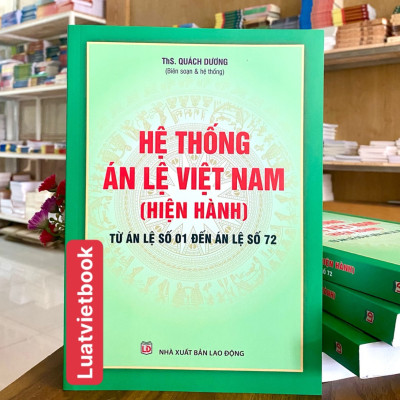 ThS. QUÁCH DƯƠNG
(Biên soạn & hệ thống)
HỆ THỐNG
ÁN LỆ VIỆT NAM
(HIỆN HÀNH)
TỪ ÁN LỆ SỐ 01 ĐẾN ÁN LỆ SỐ 72
LĐ
NHÀ XUẤT BẢN LAO ĐỘNG
Luatvietbook